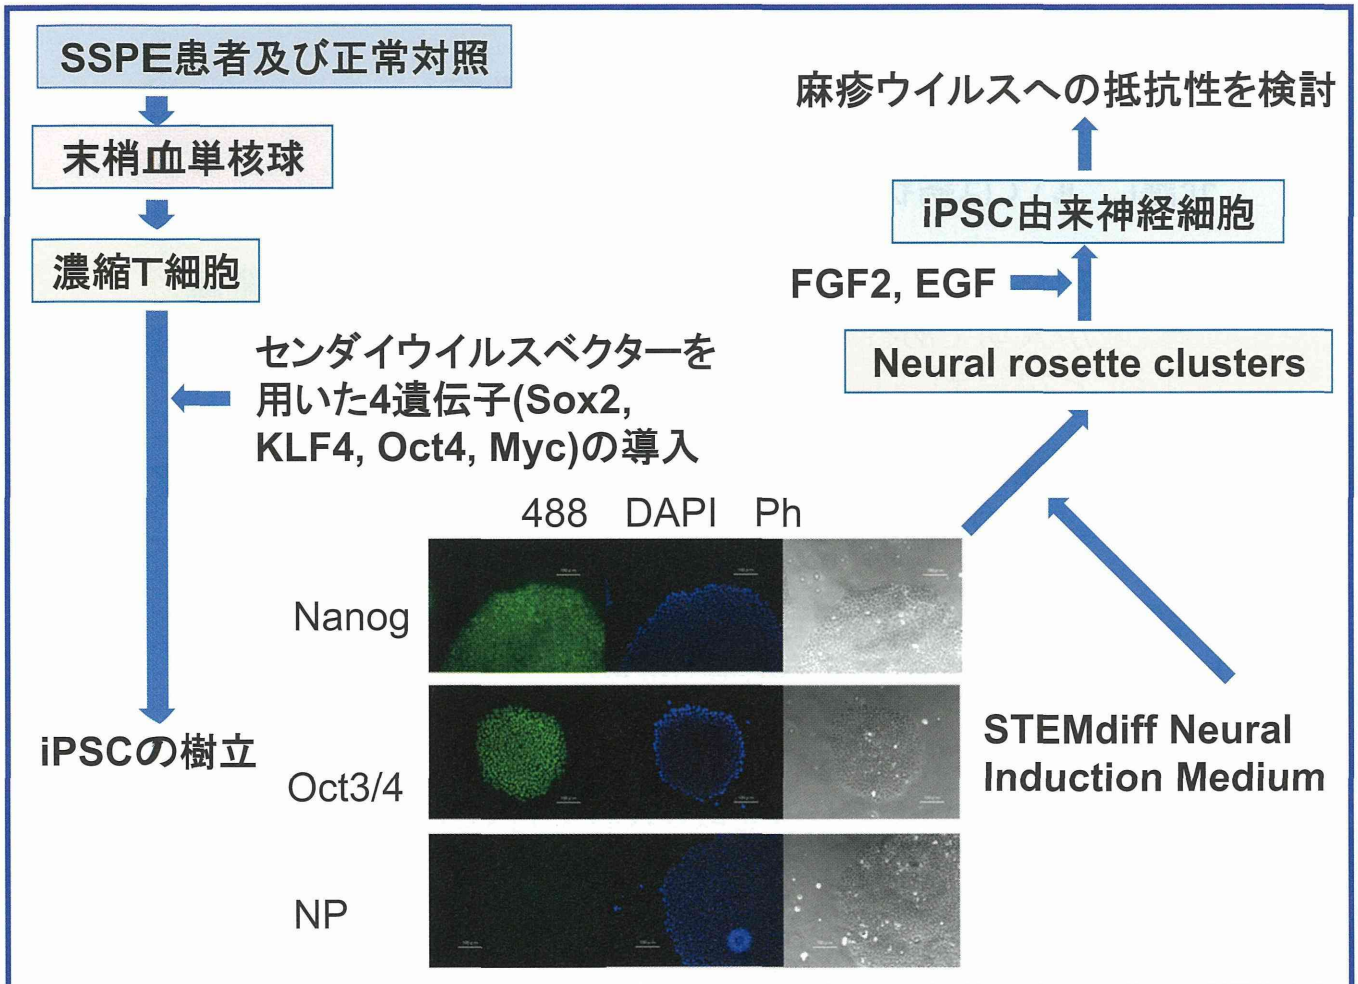 SSPE患者及び正常対照
末梢血単核球
濃縮T細胞
センダイウイルスベクターを
用いた4遺伝子(Sox2,
KLF4, Oct4, Myc)の導入
iPSCの樹立
488 DAPI Ph
Nanog
Oct3/4
NP
STEMdiff Neural
Induction Medium
Neural rosette clusters
FGF2, EGF
iPSC由来神経細胞
麻疹ウイルスへの抵抗性を検討